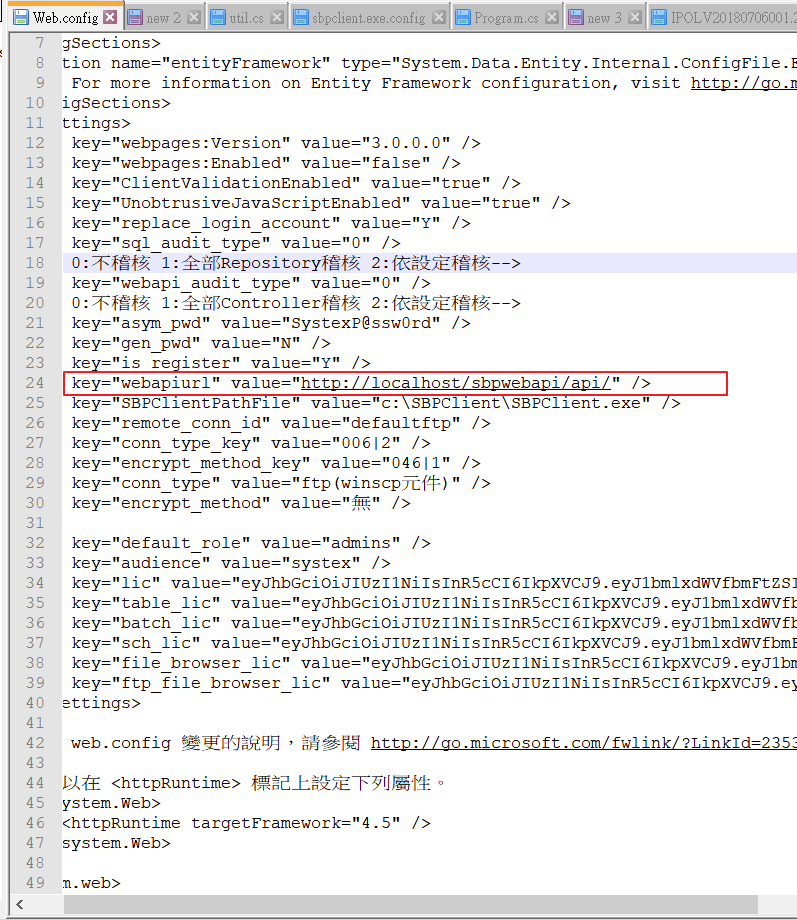 Web.config new 2 util.cs sbpclient.exe.config Program.cs new 3 IPOLV20180706001.2
7 gSections>
8 tion name="entityFramework" type="System.Data.Entity.Internal.ConfigFile.E
9 For more information on Entity Framework configuration, visit http://go.m
10 igSections>
11 ttings>
12 key="webpages:Version" value="3.0.0.0" />
13 key="webpages:Enabled" value="false" />
14 key="ClientValidationEnabled" value="true" />
15 key="UnobtrusiveJavaScriptEnabled" value="true" />
16 key="replace_login_account" value="Y" />
17 key="sql_audit_type" value="0" />
18 0:不稽核 1:全部Repository稽核 2:依設定稽核-->
19 key="webapi_audit_type" value="0" />
20 0:不稽核 1:全部Controller稽核 2:依設定稽核-->
21 key="asym_pwd" value="SystexP@ssw0rd" />
22 key="gen_pwd" value="N" />
23 key="is_register" value="Y" />
24 key="webapiurl" value="http://localhost/sbpwebapi/api/" />
25 key="SBPClientPathFile" value="c:\SBPClient\SBPClient.exe" />
26 key="remote_conn_id" value="defaultftp" />
27 key="conn_type_key" value="006|2" />
28 key="encrypt_method_key" value="046|1" />
29 key="conn_type" value="ftp(winscp元件)" />
30 key="encrypt_method" value="無" />
31
32 key="default_role" value="admins" />
33 key="audience" value="systex" />
34 key="lic" value="eyJhbGciOiJIUzI1NiIsInR5cCI6IkpXVCJ9.eyJ1bmlxdWVfbmFtZSI
35 key="table_lic" value="eyJhbGciOiJIUzI1NiIsInR5cCI6IkpXVCJ9.eyJ1bmlxdWVfb
36 key="batch_lic" value="eyJhbGciOiJIUzI1NiIsInR5cCI6IkpXVCJ9.eyJ1bmlxdWVfb
37 key="sch_lic" value="eyJhbGciOiJIUzI1NiIsInR5cCI6IkpXVCJ9.eyJ1bmlxdWVfbmF
38 key="file_browser_lic" value="eyJhbGciOiJIUzI1NiIsInR5cCI6IkpXVCJ9.eyJ1bm
39 key="ftp_file_browser_lic" value="eyJhbGciOiJIUzI1NiIsInR5cCI6IkpXVCJ9.ey
40 ettings>
41
42 web.config 變更的說明，請參閱 http://go.microsoft.com/fwlink/?LinkId=2353
43
44 以在 <httpRuntime> 標記上設定下列屬性。
45 ystem.Web>
46 <httpRuntime targetFramework="4.5" />
47 system.Web>
48
49 m.web>